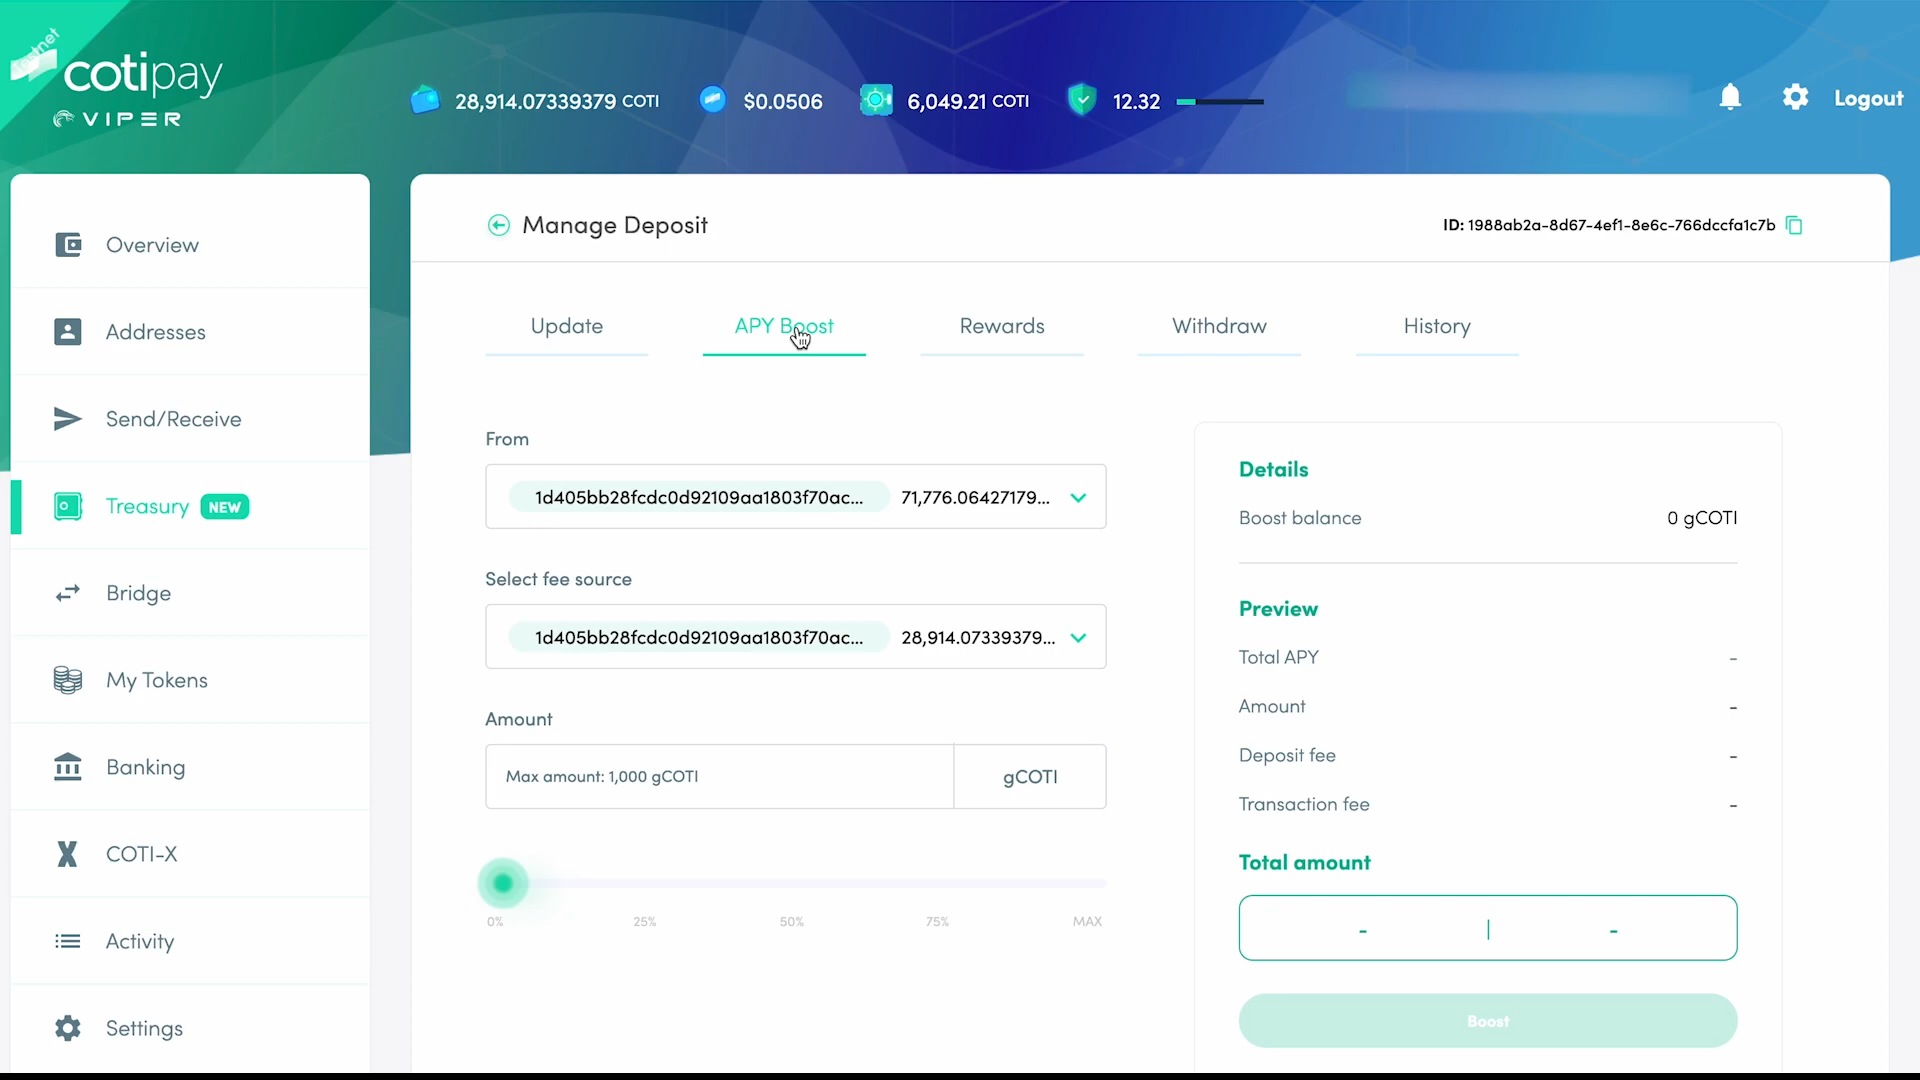 Testnet
cotipay
VIPER
28,914.07339379 COTI
$0.0506
6,049.21 COTI
12.32
Logout
Overview
Addresses
Send/Receive
Treasury NEW
Bridge
My Tokens
Banking
COTI-X
Activity
Settings
Manage Deposit
ID: 1988ab2a-8d67-4ef1-8e6c-766dccfa1c7b
Update
APY Boost
Rewards
Withdraw
History
From
1d405bb28fcdc0d92109aa1803f70ac... 71,776.06427179...
Select fee source
1d405bb28fcdc0d92109aa1803f70ac... 28,914.07339379...
Amount
Max amount: 1,000 gCOTI
gCOTI
0% 25% 50% 75% MAX
Details
Boost balance 0 gCOTI
Preview
Total APY -
Amount -
Deposit fee -
Transaction fee -
Total amount
- | -
Boost